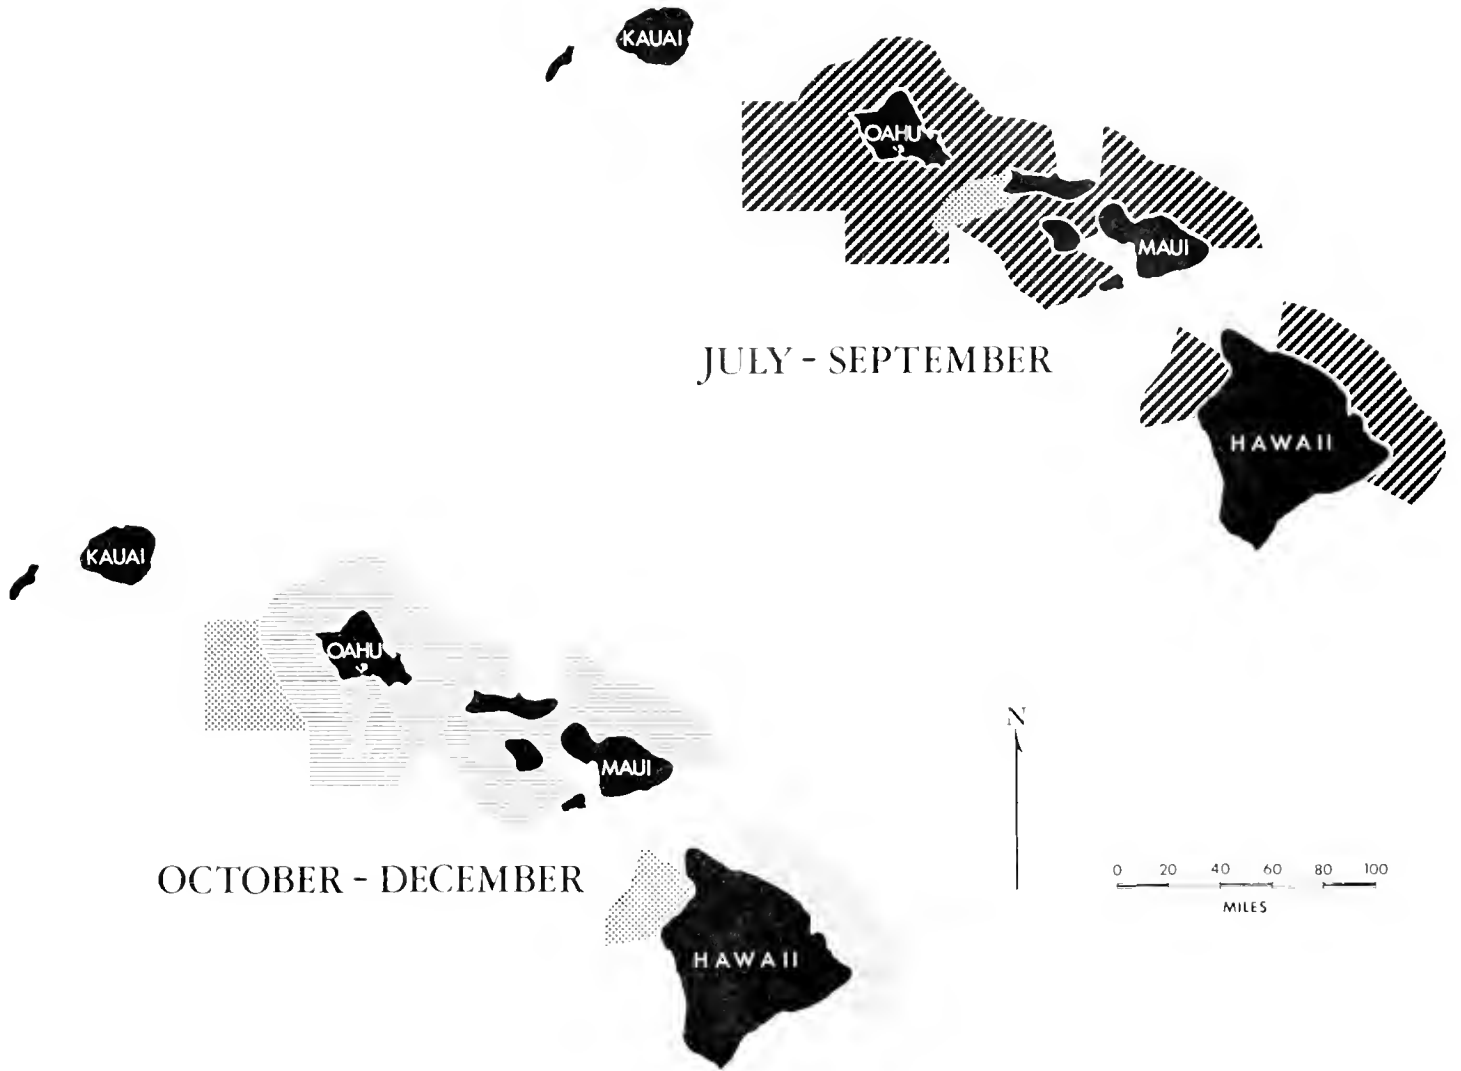 KAUAI
OAHU
MAUI
JULY - SEPTEMBER
HAWAII
KAUAI
OAHU
MAUI
N
OCTOBER - DECEMBER
0 20 40 60 80 100
MILES
HAWAII